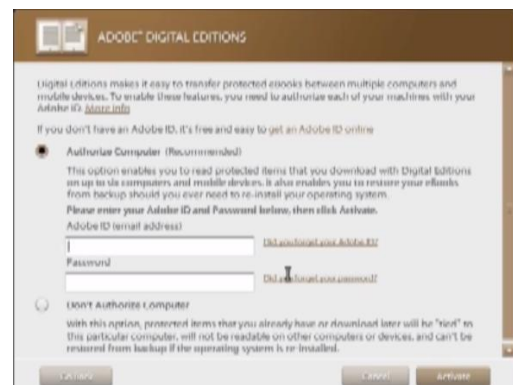 ADOBE® DIGITAL EDITIONS
Digital Editions makes it easy to transfer protected eBooks between multiple computers and
mobile devices. To enable these features, you need to authorize each of your machines with your
Adobe ID. More info
If you don't have an Adobe ID, it's free and easy to get an Adobe ID online
Authorize Computer (Recommended)
This option enables you to read protected items that you download with Digital Editions
on up to six computers and mobile devices. It also enables you to restore your eBooks
from backup should you ever need to re-install your operating system.
Please enter your Adobe ID and Password below, then click Activate.
Adobe ID (email address)
Did you forget your Adobe ID?
Password
Did you forget your password?
Don't Authorize Computer
With this option, protected items that you already have or download later will be "tied" to
this particular computer, will not be readable on other computers or devices, and can't be
restored from backup if the operating system is re-installed.
Go Back
Cancel
Activate